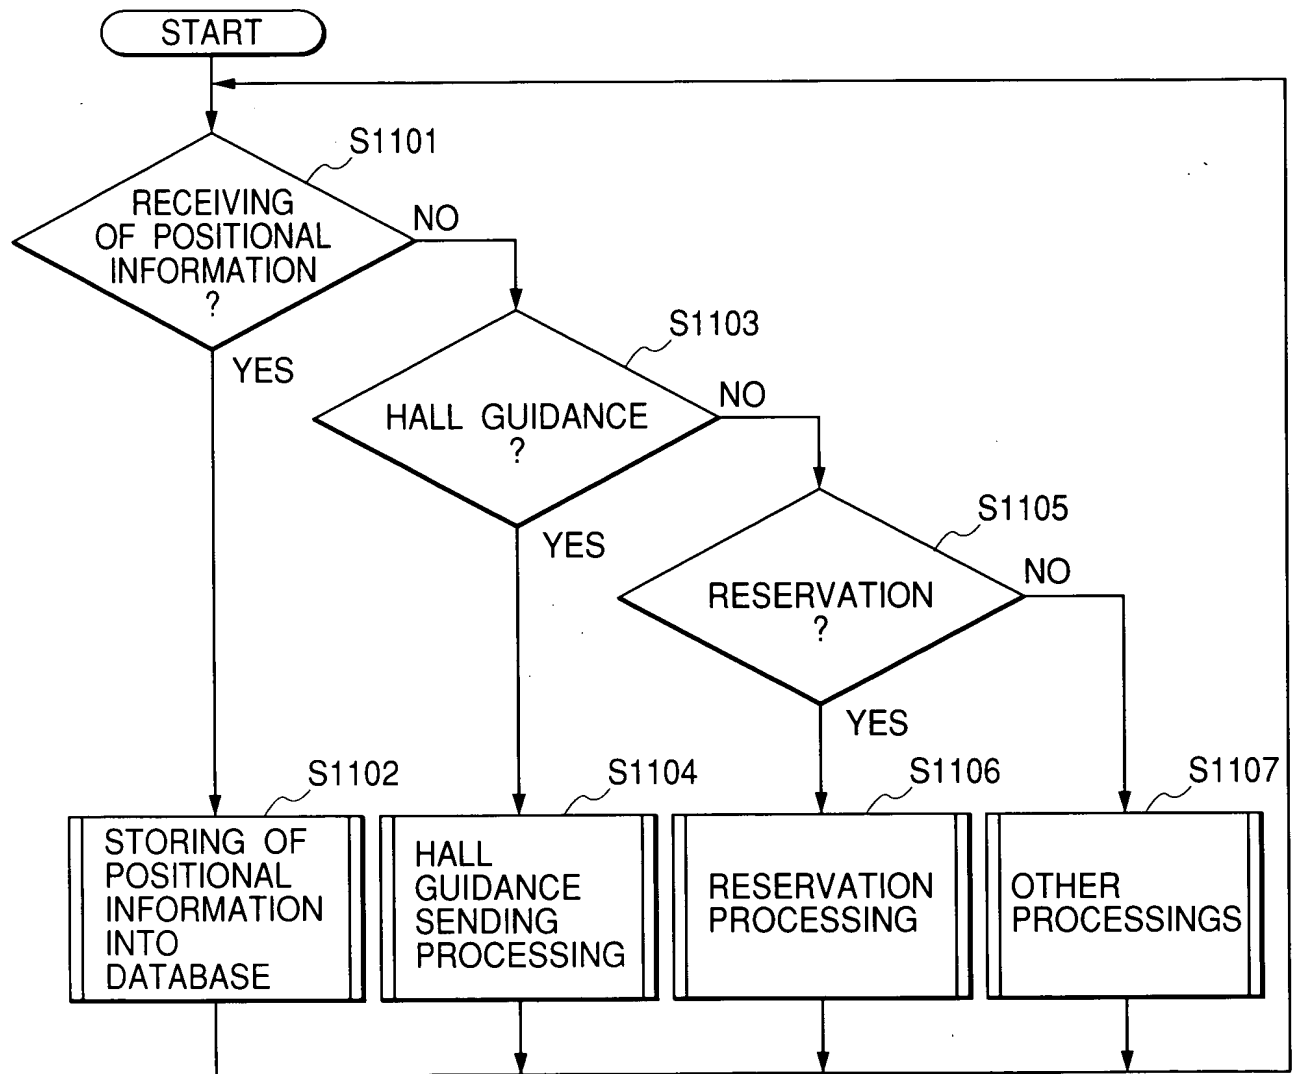 START
S1101
RECEIVING
OF POSITIONAL
INFORMATION
?
NO
YES
S1103
HALL GUIDANCE
?
NO
YES
S1105
RESERVATION
?
NO
YES
S1102
STORING OF
POSITIONAL
INFORMATION
INTO
DATABASE
S1104
HALL
GUIDANCE
SENDING
PROCESSING
S1106
RESERVATION
PROCESSING
S1107
OTHER
PROCESSINGS